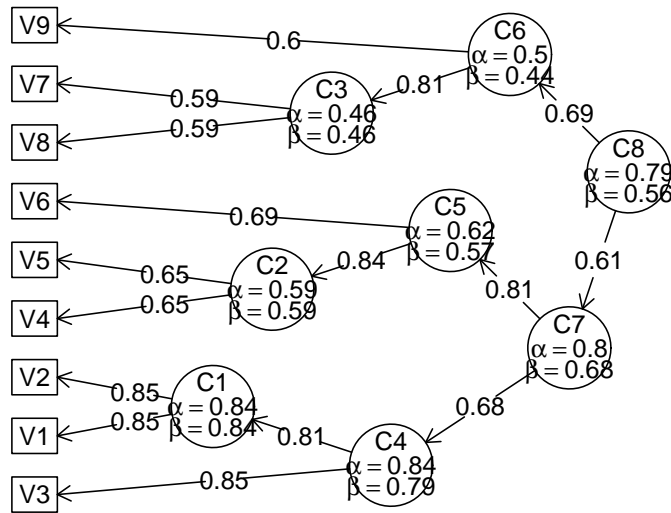 V9
V7
V8
V6
V5
V4
V2
V1
V3
0.6
0.59
0.59
0.81
0.69
0.69
0.65
0.65
0.84
0.81
0.61
0.85
0.85
0.81
0.68
0.85
C6
α = 0.5
β = 0.44
C3
α = 0.46
β = 0.46
C8
α = 0.79
β = 0.56
C5
α = 0.62
β = 0.57
C2
α = 0.59
β = 0.59
C7
α = 0.8
β = 0.68
C1
α = 0.84
β = 0.84
C4
α = 0.84
β = 0.79